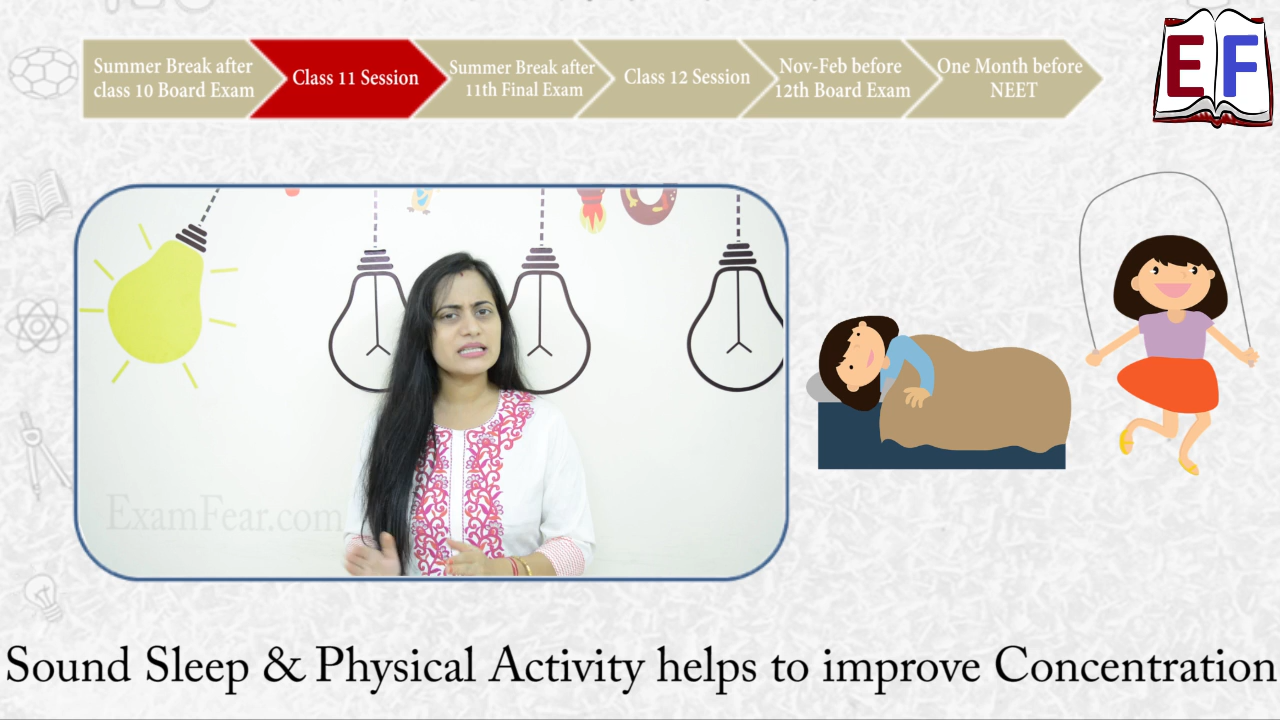 Summer Break after
class 10 Board Exam
Class 11 Session
Summer Break after
11th Final Exam
Class 12 Session
Nov-Feb before
12th Board Exam
One Month before
NEET
EF
ExamFear.com
Sound Sleep & Physical Activity helps to improve Concentration